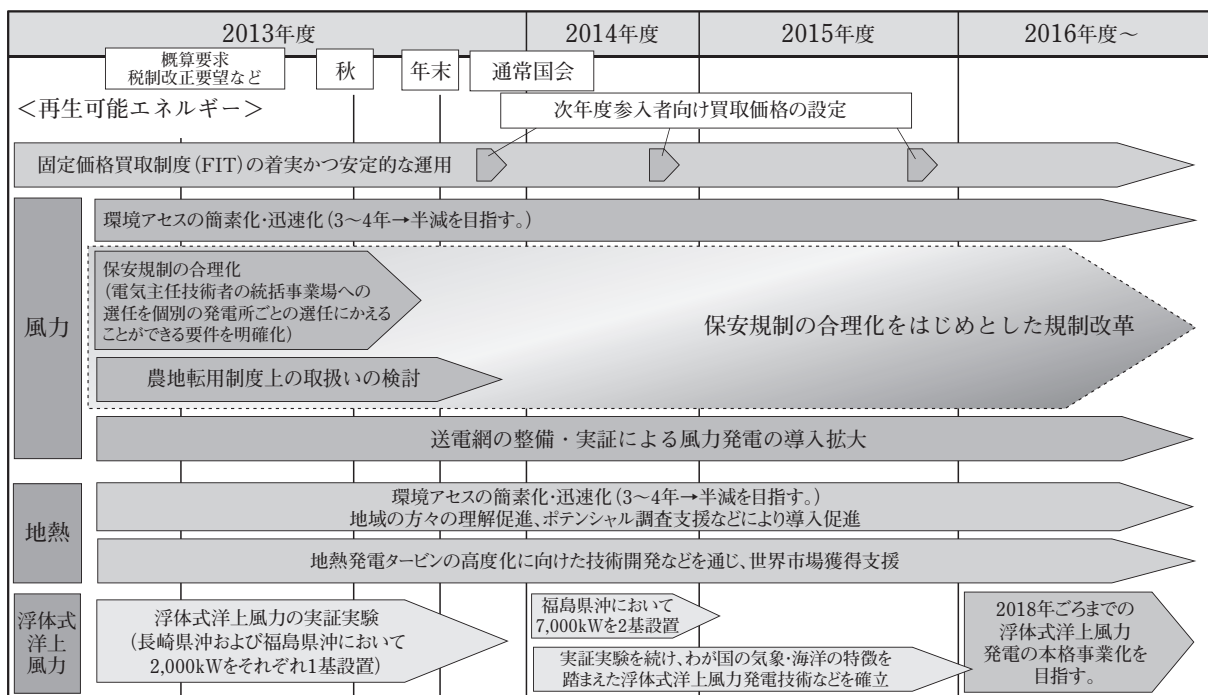 2013年度
2014年度
2015年度
2016年度～
概算要求
税制改正要望など
秋
年末
通常国会
＜再生可能エネルギー＞
次年度参入者向け買取価格の設定
固定価格買取制度（FIT）の着実かつ安定的な運用
風力
環境アセスの簡素化・迅速化（3～4年→半減を目指す。）
保安規制の合理化
（電気主任技術者の統括事業場への
選任を個別の発電所ごとの選任にかえる
ことができる要件を明確化）
保安規制の合理化をはじめとした規制改革
農地転用制度上の取扱いの検討
送電網の整備・実証による風力発電の導入拡大
地熱
環境アセスの簡素化・迅速化（3～4年→半減を目指す。）
地域の方々の理解促進、ポテンシャル調査支援などにより導入促進
地熱発電タービンの高度化に向けた技術開発などを通じ、世界市場獲得支援
浮体式
洋上
風力
浮体式洋上風力の実証実験
（長崎県沖および福島県沖において
2,000kWをそれぞれ1基設置）
福島県沖において
7,000kWを2基設置
実証実験を続け、わが国の気象・海洋の特徴を
踏まえた浮体式洋上風力発電技術などを確立
2018年ごろまでの
浮体式洋上風力
発電の本格事業化を
目指す。